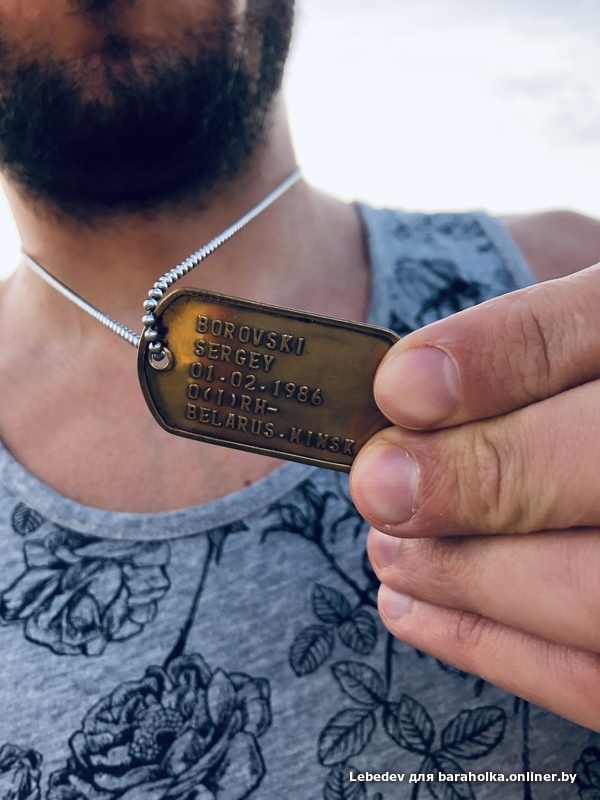 BOROVSKI
SERGEY
01.02.1986
O(I)RH-
BELARUS.MINSK
Lebedev для baraholka.onliner.by